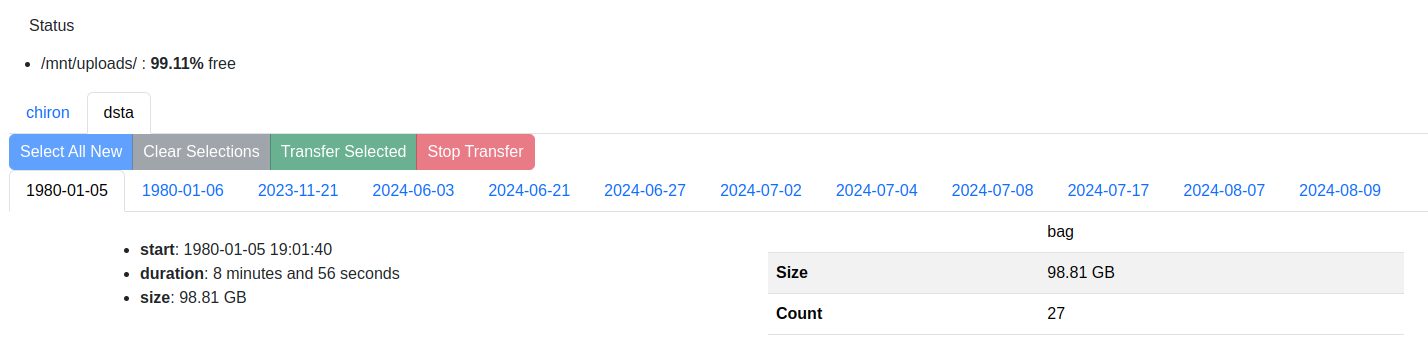 Status
/mnt/uploads/ : 99.11% free
chiron dsta
Select All New Clear Selections Transfer Selected Stop Transfer
1980-01-05 1980-01-06 2023-11-21 2024-06-03 2024-06-21 2024-06-27 2024-07-02 2024-07-04 2024-07-08 2024-07-17 2024-08-07 2024-08-09
start: 1980-01-05 19:01:40
duration: 8 minutes and 56 seconds
size: 98.81 GB
bag
Size 98.81 GB
Count 27